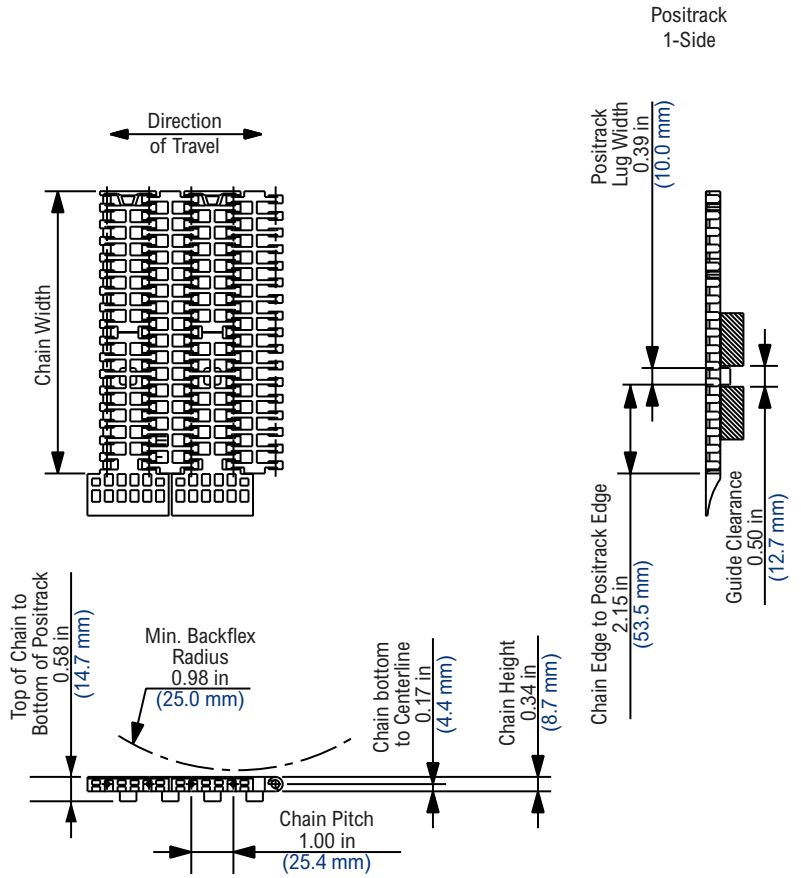 Positrack
1-Side
Direction
of Travel
Positrack
Lug Width
0.39 in
(10.0 mm)
Chain Width
Chain Edge to Positrack Edge
2.15 in
(53.5 mm)
Guide Clearance
0.50 in
(12.7 mm)
Top of Chain to
Bottom of Positrack
0.58 in
(14.7 mm)
Min. Backflex
Radius
0.98 in
(25.0 mm)
Chain bottom
to Centerline
0.17 in
(4.4 mm)
Chain Height
0.34 in
(8.7 mm)
Chain Pitch
1.00 in
(25.4 mm)